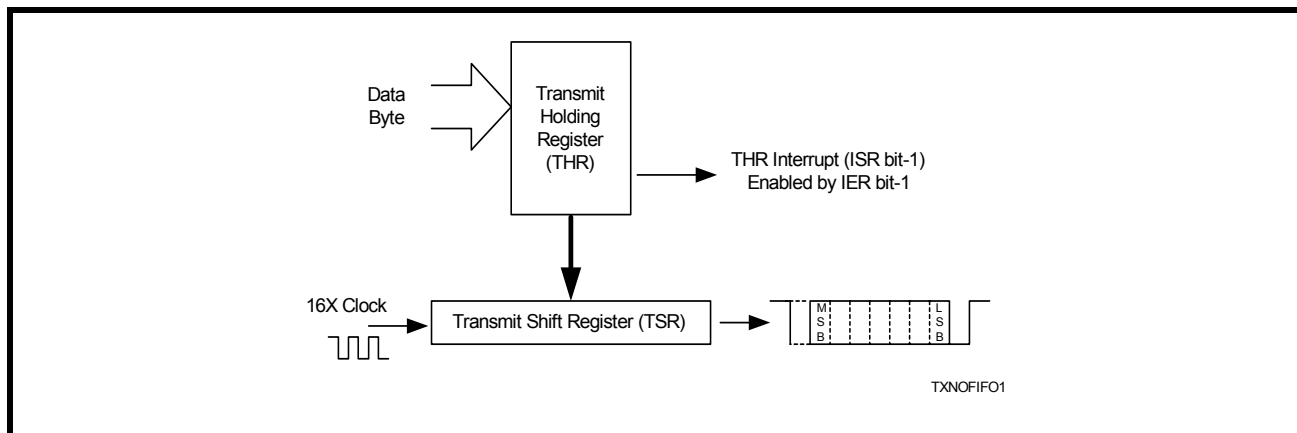 Data
Byte
Transmit
Holding
Register
(THR)
THR Interrupt (ISR bit-1)
Enabled by IER bit-1
16X Clock
Transmit Shift Register (TSR)
M
S
B
L
S
B
TXNOFIFO1